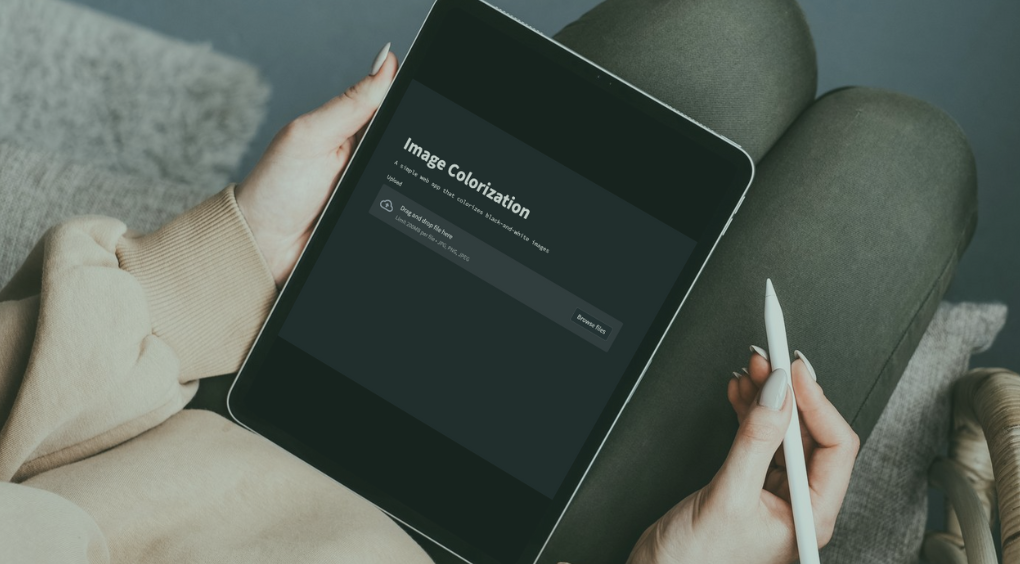 Image Colorization
A simple web app that colorizes black-and-white images
Upload
Drag and drop file here
Limit 200MB per file • JPG, PNG, JPEG
Browse files